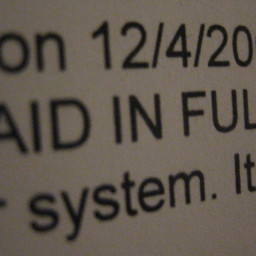 on 12/4/20
AID IN FUL
system. It